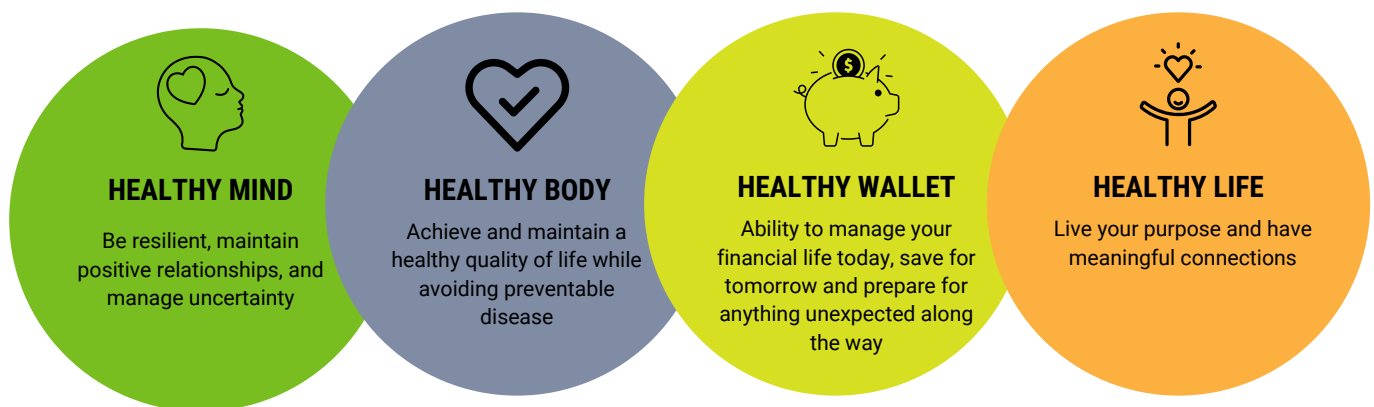 HEALTHY MIND
Be resilient, maintain
positive relationships, and
manage uncertainty
HEALTHY BODY
Achieve and maintain a
healthy quality of life while
avoiding preventable
disease
$
HEALTHY WALLET
Ability to manage your
financial life today, save for
tomorrow and prepare for
anything unexpected along
the way
HEALTHY LIFE
Live your purpose and have
meaningful connections